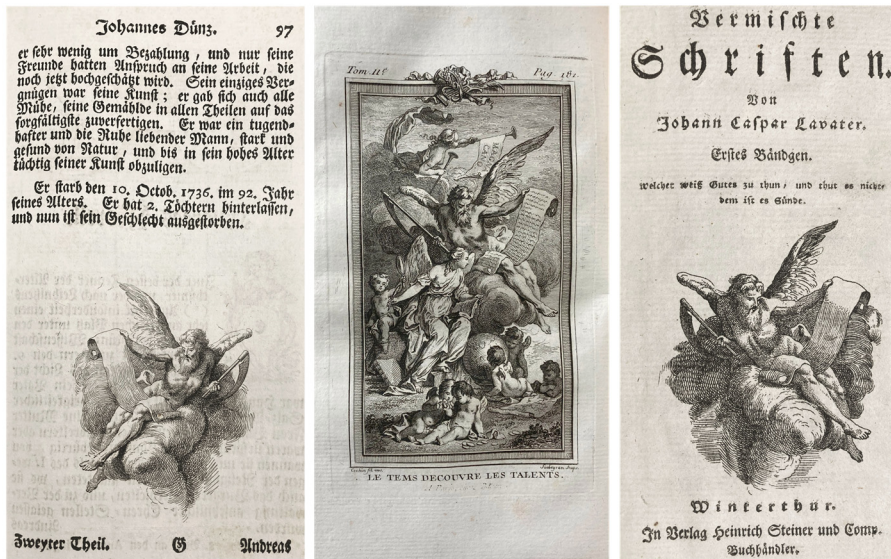 Johannes Dünz. 97
er sehr wenig um Bezahlung, und nur seine
Freunde hatten Anspruch an seine Arbeit, die
noch jetzt hochgeschätzt wird. Sein einziges Ver-
gnügen war seine Kunst; er gab sich auch alle
Mühe, seine Gemählde in allen Theilen auf das
sorgfältigste zuverfertigen. Er war ein tugend-
hafter und die Ruhe liebender Mann, stark und
gesund von Natur, und bis in sein hohes Alter
tüchtig seiner Kunst obzuligen.
Er starb den 10. Octob. 1736. im 92. Jahr
seines Alters. Er hat 2. Töchtern hinterlassen,
und nun ist sein Geschlecht ausgestorben.
Zweyter Theil. G Andreas
Tom. IIe. Pag. 161.
LE TEMS DECOUVRE LES TALENTS.
Vermischte
Schriften.
Von
Johann Caspar Lavater.
Erstes Bändgen.
Welcher weiß Gutes zu thun, und thut es nicht:
dem ist es Sünde.
Winterthur.
In Verlag Heinrich Steiner und Comp.
Buchhändler.